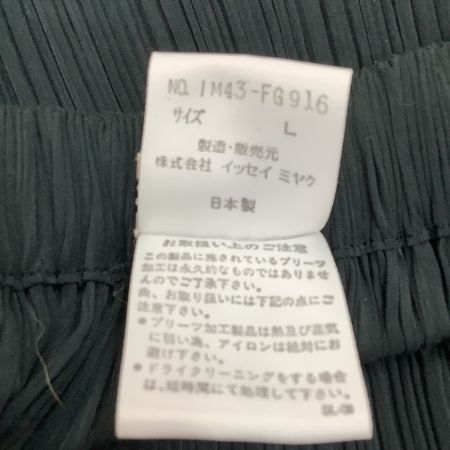 NO. IM43-FG916
サイズ L
製造・販売元
株式会社 イッセイ ミヤケ
日本製
お取扱い上のご注意
この製品に施されているプリーツ
加工は永久的なものではありませ
んのでご了承下さい。
尚、お取り扱いには下記の点にご
注意下さい。
＊プリーツ加工製品は熱及び蒸気
に弱い為、アイロンは絶対にお
避け下さい。
＊ドライクリーニングをする場合
は、短時間にて処理して下さい。